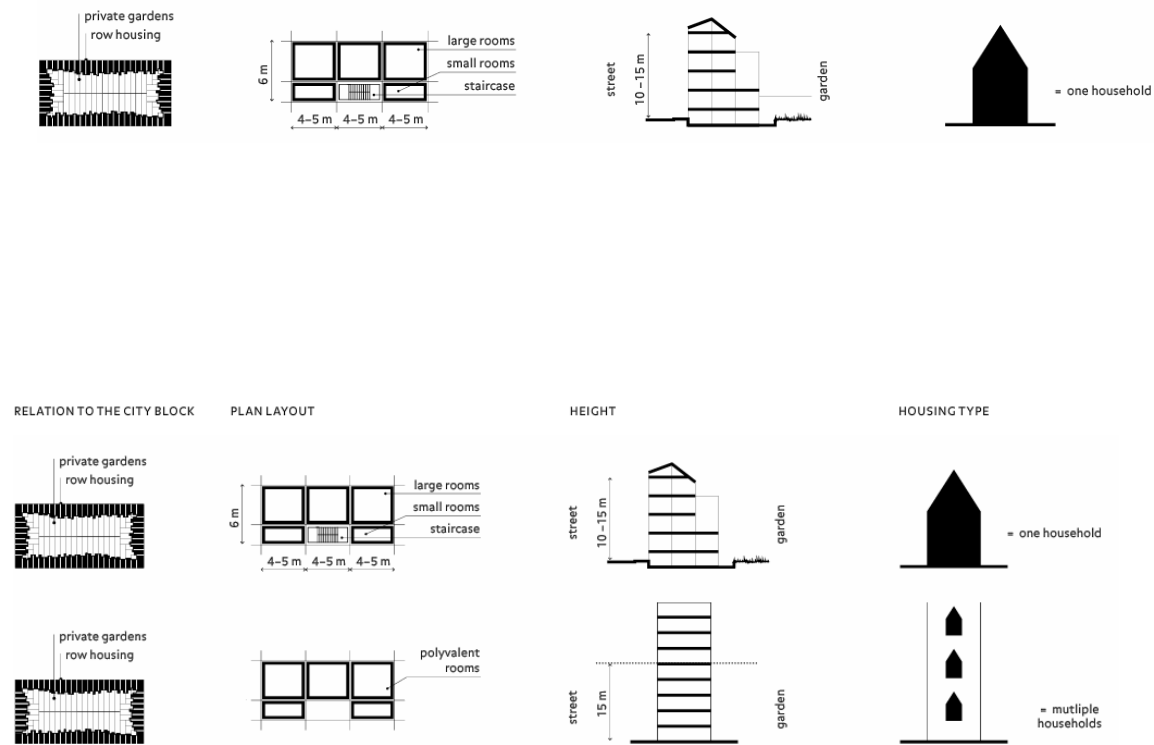 private gardens
row housing
6 m
4–5 m 4–5 m 4–5 m
large rooms
small rooms
staircase
street
10 – 15 m
garden
= one household
RELATION TO THE CITY BLOCK
PLAN LAYOUT
HEIGHT
HOUSING TYPE
private gardens
row housing
6 m
4–5 m 4–5 m 4–5 m
large rooms
small rooms
staircase
street
10 – 15 m
garden
= one household
private gardens
row housing
polyvalent
rooms
street
15 m
garden
= mutliple
households